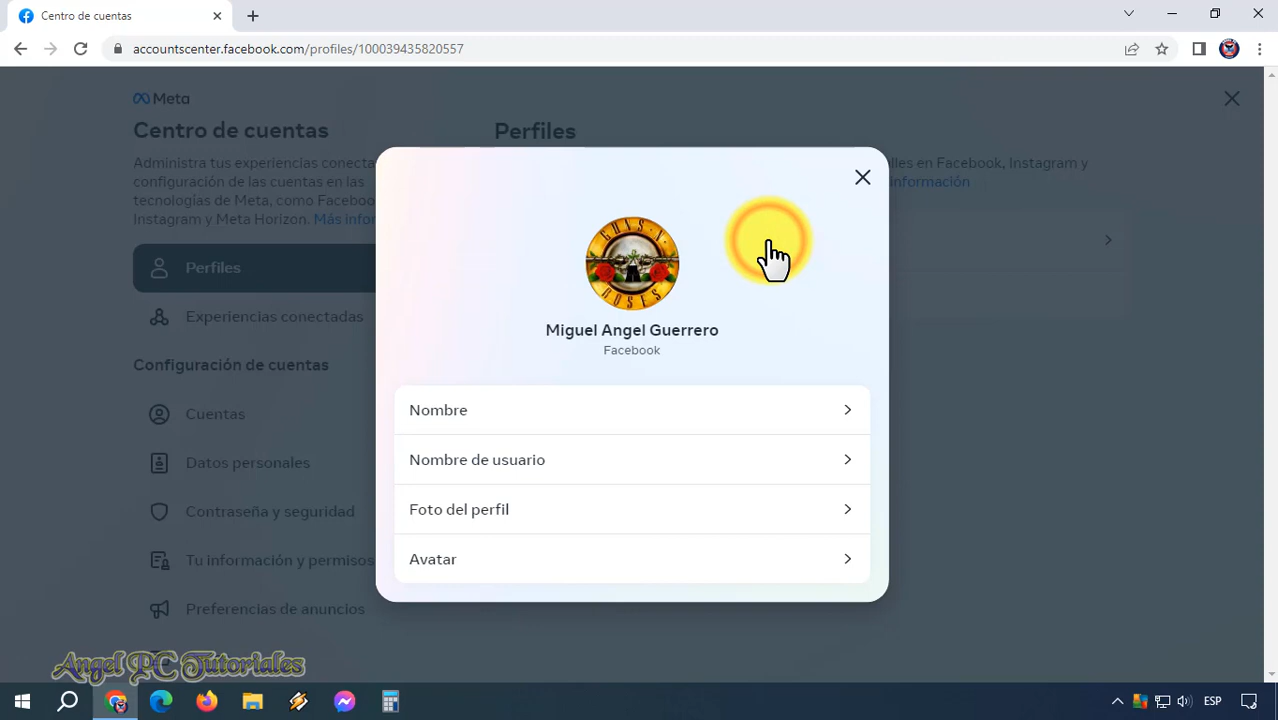 Centro de cuentas
accountscenter.facebook.com/profiles/100039435820557
Meta
Centro de cuentas
Administra tus experiencias conecta
configuración de las cuentas en las
tecnologías de Meta, como Faceboo
Instagram y Meta Horizon. Más infor
Perfiles
Experiencias conectadas
Configuración de cuentas
Cuentas
Datos personales
Contraseña y seguridad
Tu información y permisos
Preferencias de anuncios
Perfiles
lles en Facebook, Instagram y
información
GUNS N'
ROSES
Miguel Angel Guerrero
Facebook
Nombre
Nombre de usuario
Foto del perfil
Avatar
Angel PC Tutoriales
ESP